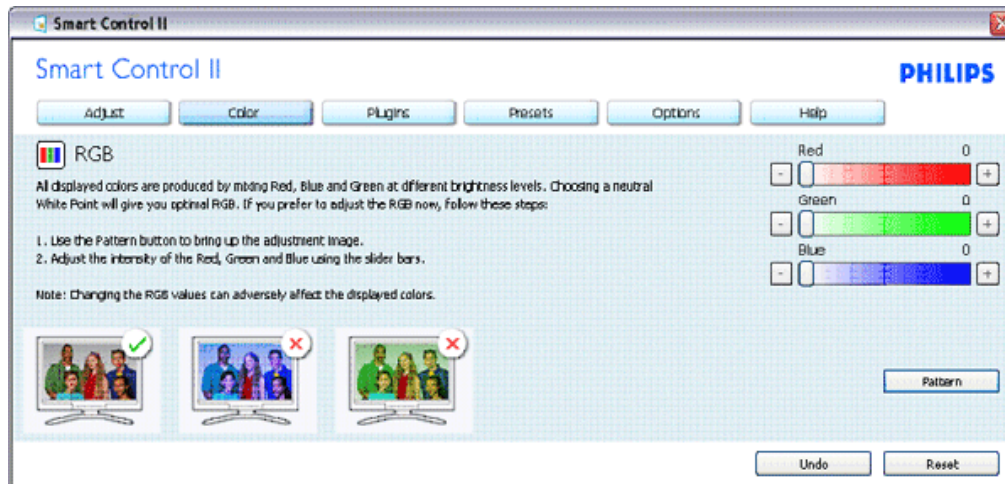 Smart Control II
Smart Control II
PHILIPS
Adjust
Color
Plugins
Presets
Options
Help
RGB
All displayed colors are produced by mixing Red, Blue and Green at different brightness levels. Choosing a neutral
White Point will give you optimal RGB. If you prefer to adjust the RGB now, follow these steps:
1. Use the Pattern button to bring up the adjustment image.
2. Adjust the intensity of the Red, Green and Blue using the slider bars.
Note: Changing the RGB values can adversely affect the displayed colors.
Red 0
- +
Green 0
- +
Blue 0
- +
Pattern
Undo
Reset